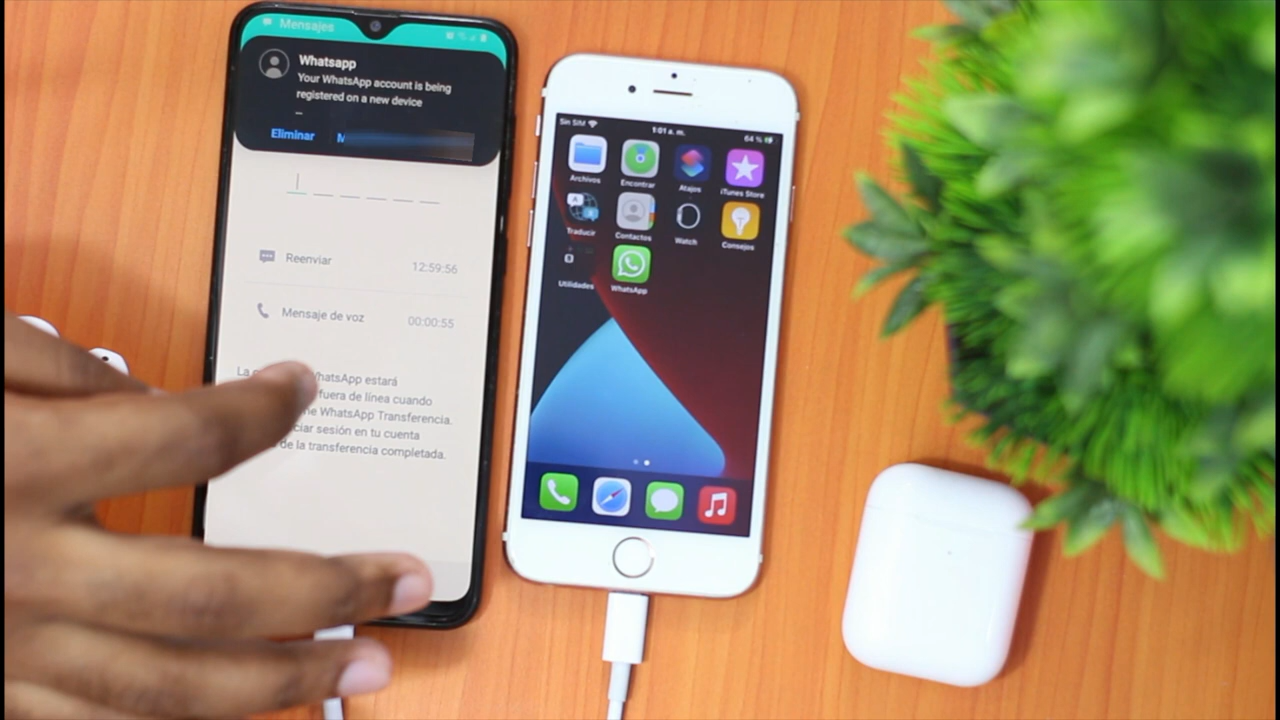 Mensajes
Whatsapp
Your WhatsApp account is being
registered on a new device
Eliminar
Reenviar 12:59:56
Mensaje de voz 00:00:55
La
WhatsApp estará
fuera de línea cuando
WhatsApp Transferencia.
sesión en tu cuenta
de la transferencia completada.
Sin SIM
1:01 a. m.
64 %
Archivos
Encontrar
Atajos
iTunes Store
Traducir
Contactos
Watch
Consejos
Utilidades
WhatsApp